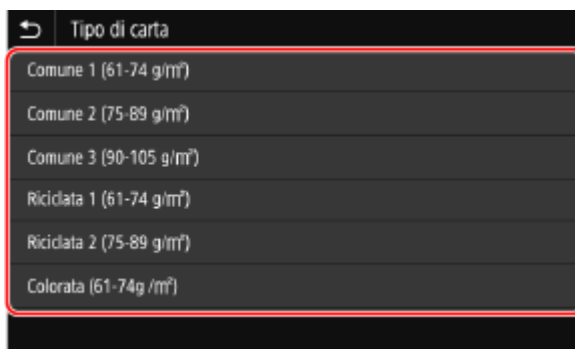 Tipo di carta
Comune 1 (61-74 g/m²)
Comune 2 (75-89 g/m²)
Comune 3 (90-105 g/m²)
Riciclata 1 (61-74 g/m²)
Riciclata 2 (75-89 g/m²)
Colorata (61-74g /m²)